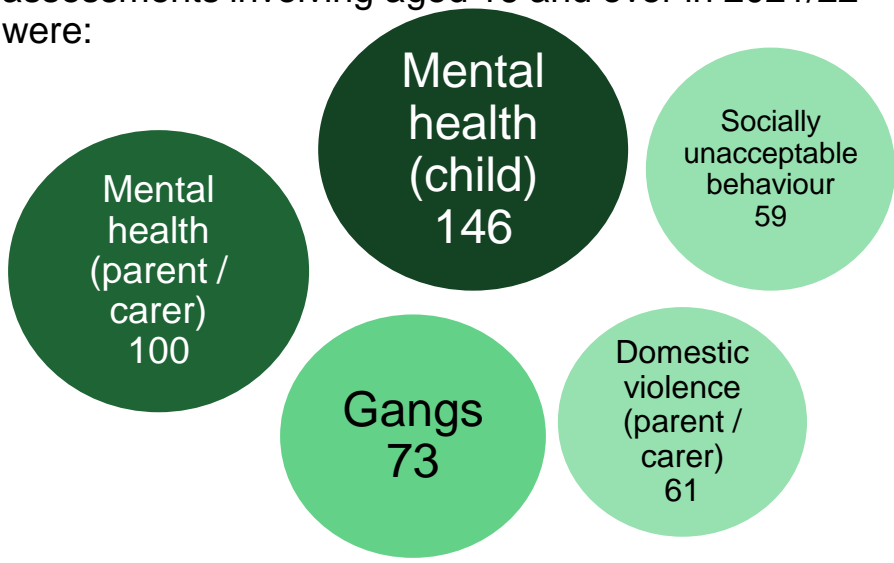 were:
Mental
health
(child)
146
Socially
unacceptable
behaviour
59
Mental
health
(parent /
carer)
100
Gangs
73
Domestic
violence
(parent /
carer)
61